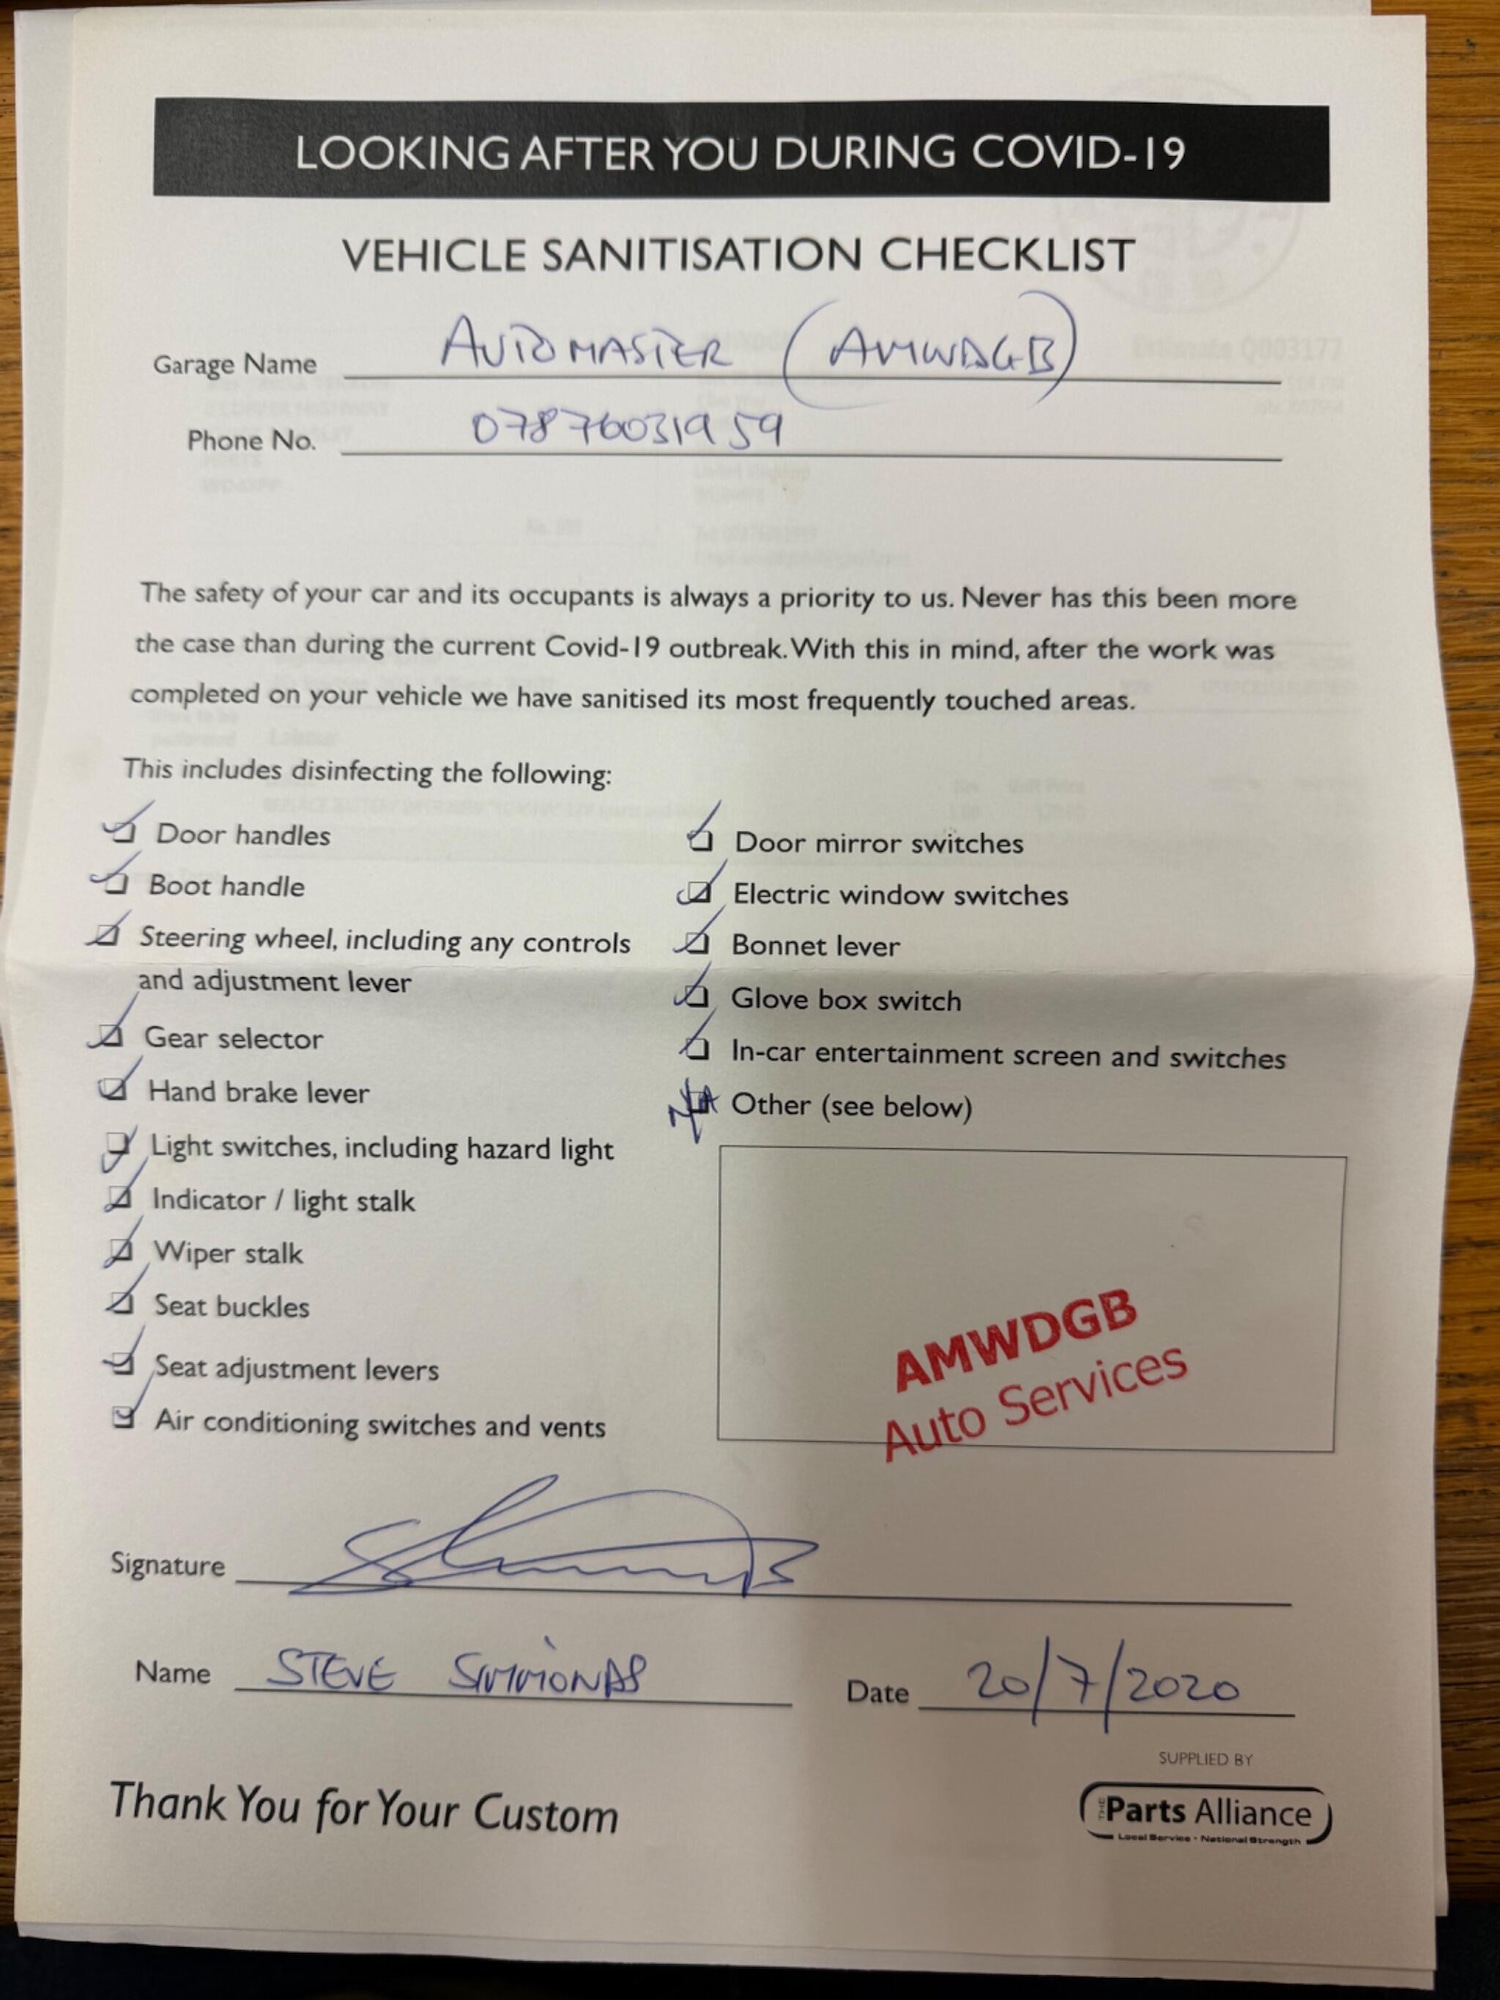 LOOKING AFTER YOU DURING COVID-19
VEHICLE SANITISATION CHECKLIST
Garage Name AUTOMASTER (AMWDGB)
Phone No. 07876031959
The safety of your car and its occupants is always a priority to us. Never has this been more
the case than during the current Covid-19 outbreak. With this in mind, after the work was
completed on your vehicle we have sanitised its most frequently touched areas.
This includes disinfecting the following:
Door handles
Boot handle
Steering wheel, including any controls
and adjustment lever
Gear selector
Hand brake lever
Light switches, including hazard light
Indicator / light stalk
Wiper stalk
Seat buckles
Seat adjustment levers
Air conditioning switches and vents
Door mirror switches
Electric window switches
Bonnet lever
Glove box switch
In-car entertainment screen and switches
N/A Other (see below)
AMWDGB
Auto Services
Signature
Name STEVE SIMMONDS
Date 20/7/2020
Thank You for Your Custom
SUPPLIED BY
THE Parts Alliance
Local Service • National Strength